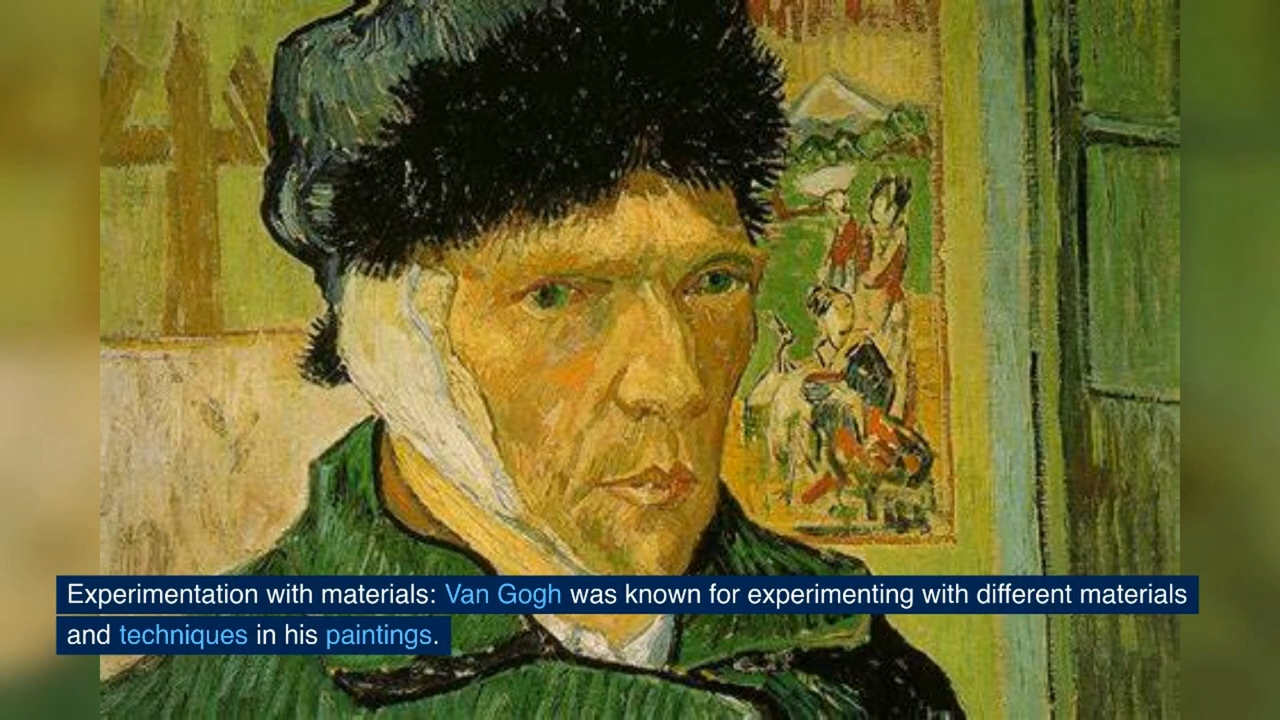 Experimentation with materials: Van Gogh was known for experimenting with different materials
and techniques in his paintings.